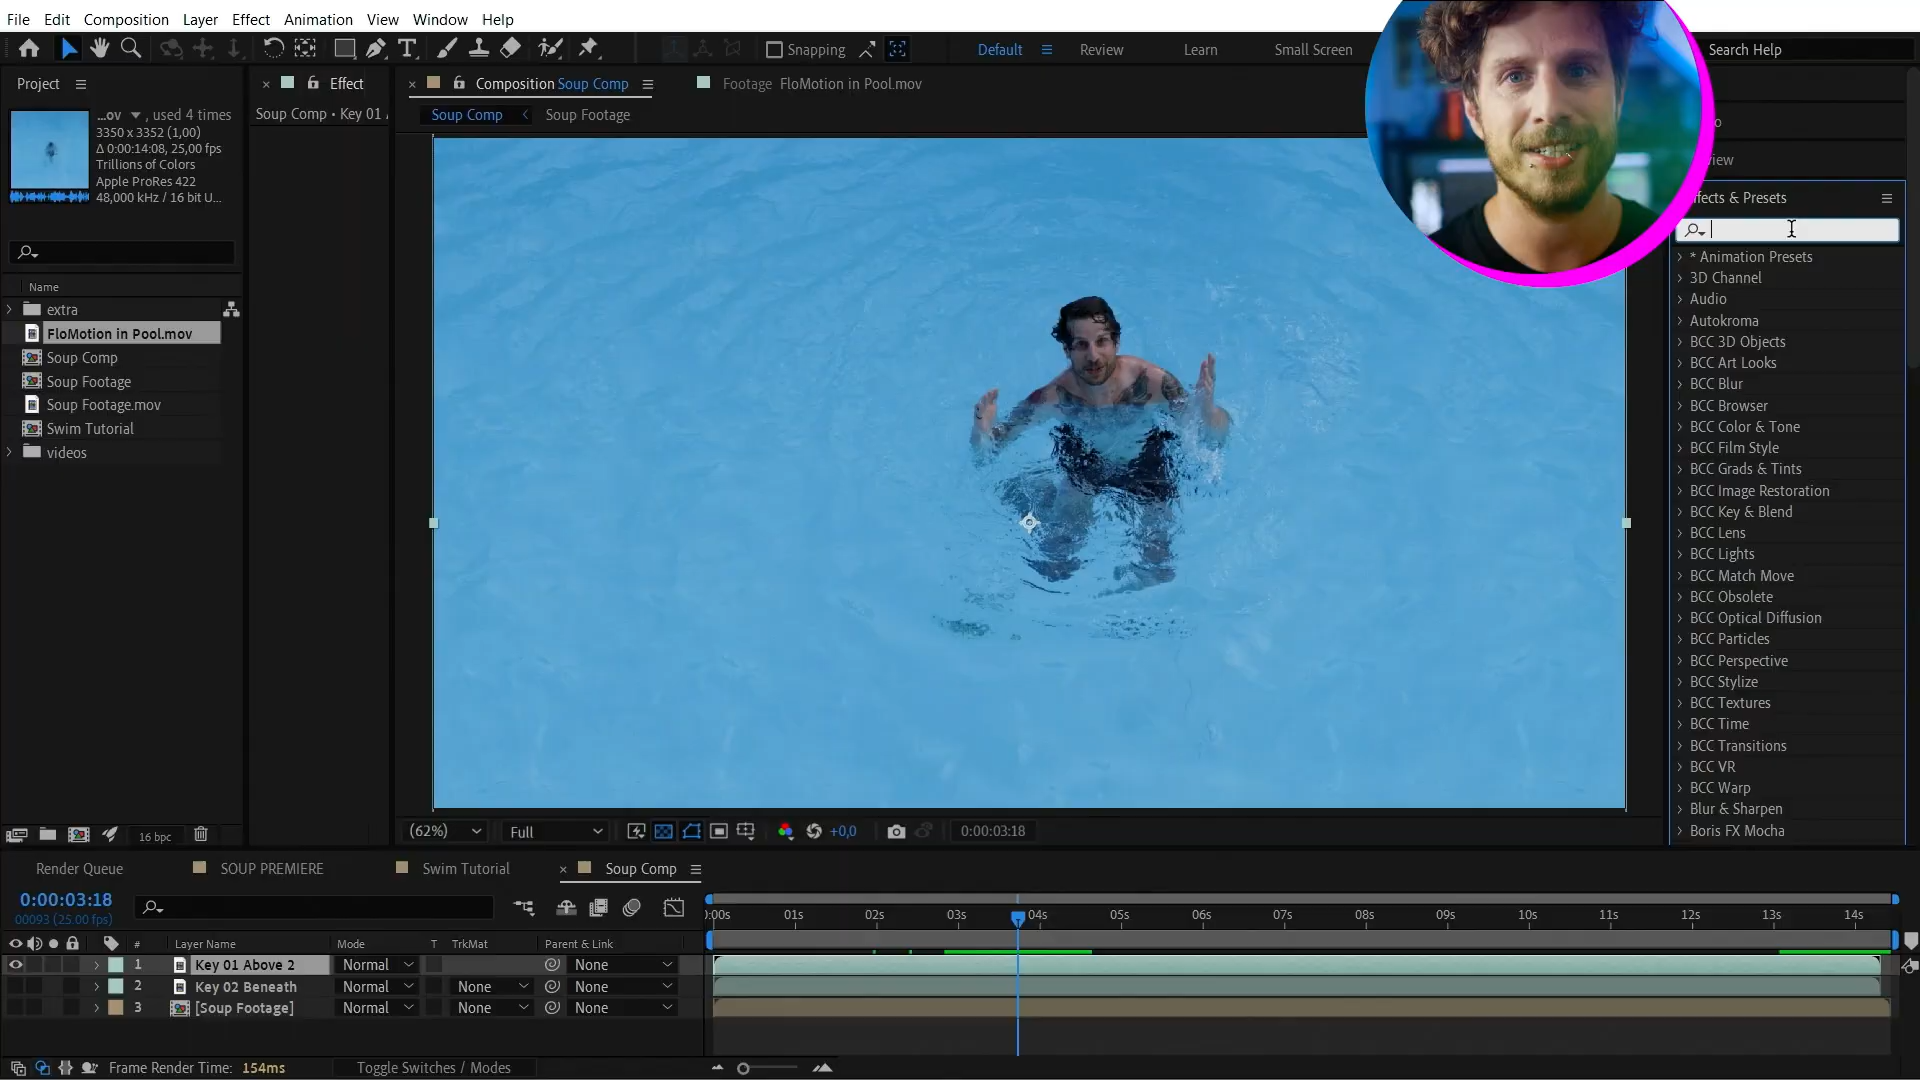 File Edit Composition Layer Effect Animation View Window Help
Snapping Default Review Learn Small Screen Search Help
Project
...ov , used 4 times
3350 x 3352 (1,00)
Δ 0:00:14:08, 25,00 fps
Trillions of Colors
Apple ProRes 422
48,000 kHz / 16 bit U...
Name
extra
FloMotion in Pool.mov
Soup Comp
Soup Footage
Soup Footage.mov
Swim Tutorial
videos
16 bpc
Effect
Soup Comp • Key 01
Composition Soup Comp
Footage FloMotion in Pool.mov
Soup Comp Soup Footage
(62%) Full +0,0 0:00:03:18
* Animation Presets
3D Channel
Audio
Autokroma
BCC 3D Objects
BCC Art Looks
BCC Blur
BCC Browser
BCC Color & Tone
BCC Film Style
BCC Grads & Tints
BCC Image Restoration
BCC Key & Blend
BCC Lens
BCC Lights
BCC Match Move
BCC Obsolete
BCC Optical Diffusion
BCC Particles
BCC Perspective
BCC Stylize
BCC Textures
BCC Time
BCC Transitions
BCC VR
BCC Warp
Blur & Sharpen
Boris FX Mocha
Render Queue SOUP PREMIERE Swim Tutorial Soup Comp
0:00:03:18
00093 (25.00 fps)
:00s 01s 02s 03s 04s 05s 06s 07s 08s 09s 10s 11s 12s 13s 14s
# Layer Name Mode T TrkMat Parent & Link
1 Key 01 Above 2 Normal None
2 Key 02 Beneath Normal None None
3 [Soup Footage] Normal None None
Frame Render Time: 154ms Toggle Switches / Modes